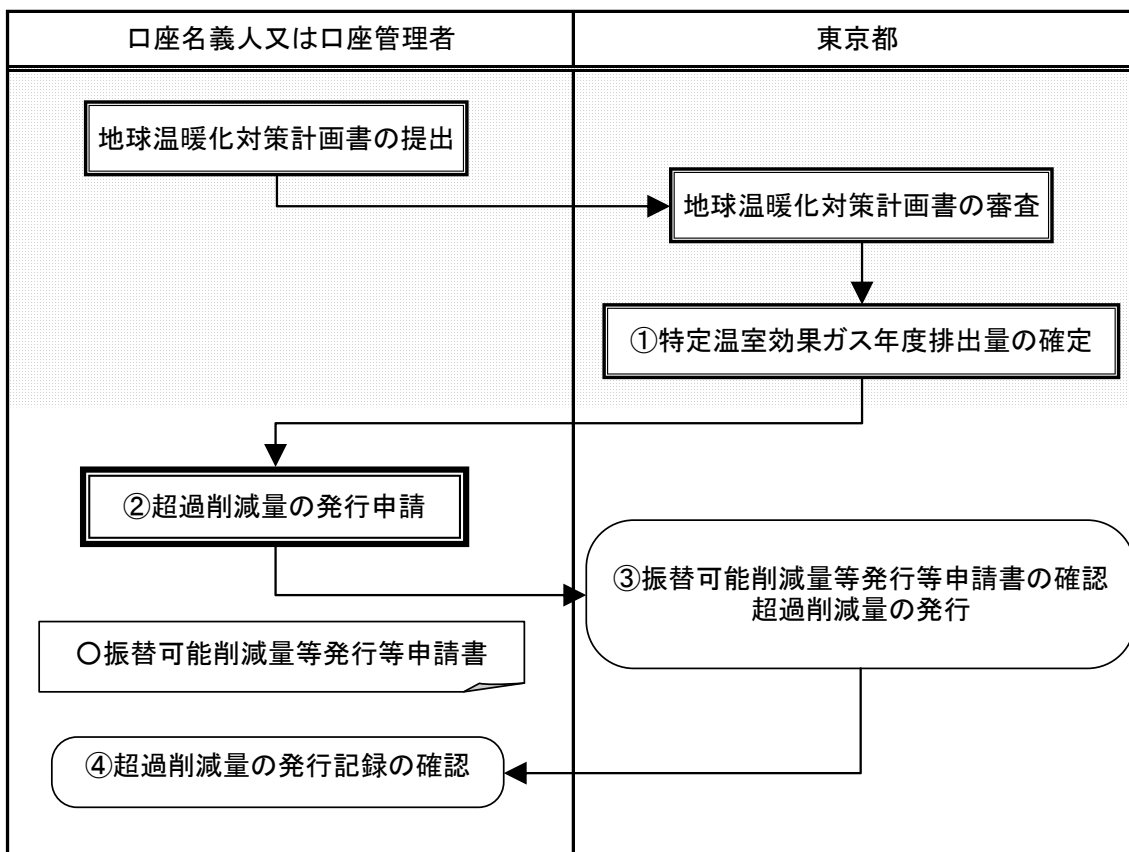 口座名義人又は口座管理者
東京都
地球温暖化対策計画書の提出
地球温暖化対策計画書の審査
①特定温室効果ガス年度排出量の確定
②超過削減量の発行申請
③振替可能削減量等発行等申請書の確認
超過削減量の発行
○振替可能削減量等発行等申請書
④超過削減量の発行記録の確認